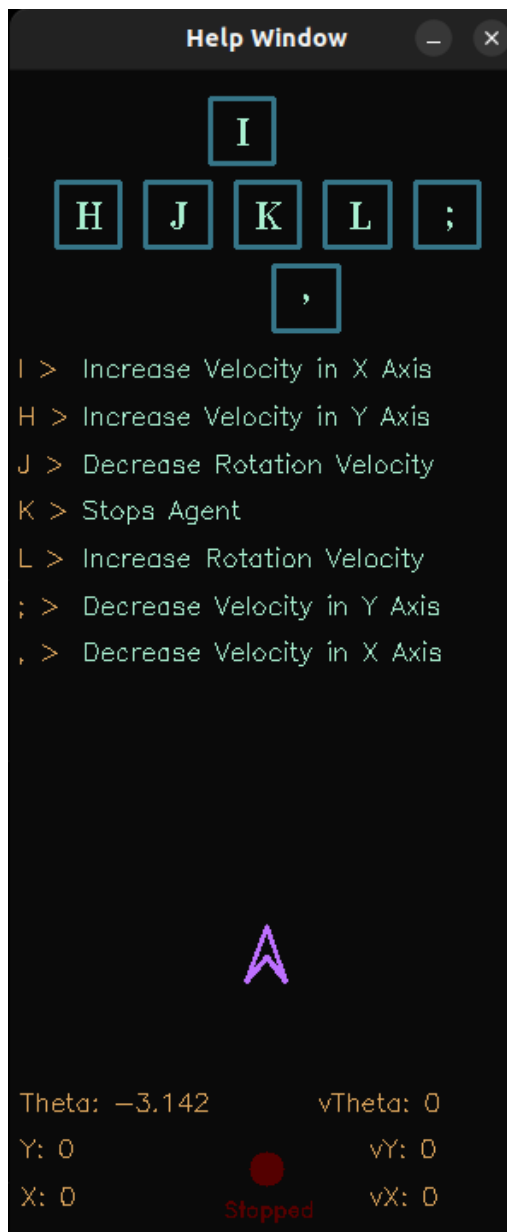 Help Window
I
H J K L ;
,
I > Increase Velocity in X Axis
H > Increase Velocity in Y Axis
J > Decrease Rotation Velocity
K > Stops Agent
L > Increase Rotation Velocity
; > Decrease Velocity in Y Axis
, > Decrease Velocity in X Axis
Theta: -3.142 vTheta: 0
Y: 0 vY: 0
X: 0 Stopped vX: 0